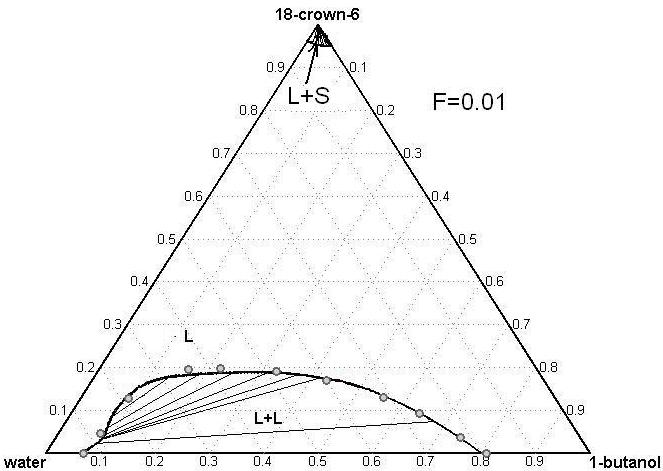 18-crown-6
0.9 0.1
L+S
F=0.01
0.8 0.2
0.7 0.3
0.6 0.4
0.5 0.5
0.4 0.6
0.3 0.7
L
0.2 0.8
0.1 0.9
L+L
water 0.1 0.2 0.3 0.4 0.5 0.6 0.7 0.8 0.9 1-butanol